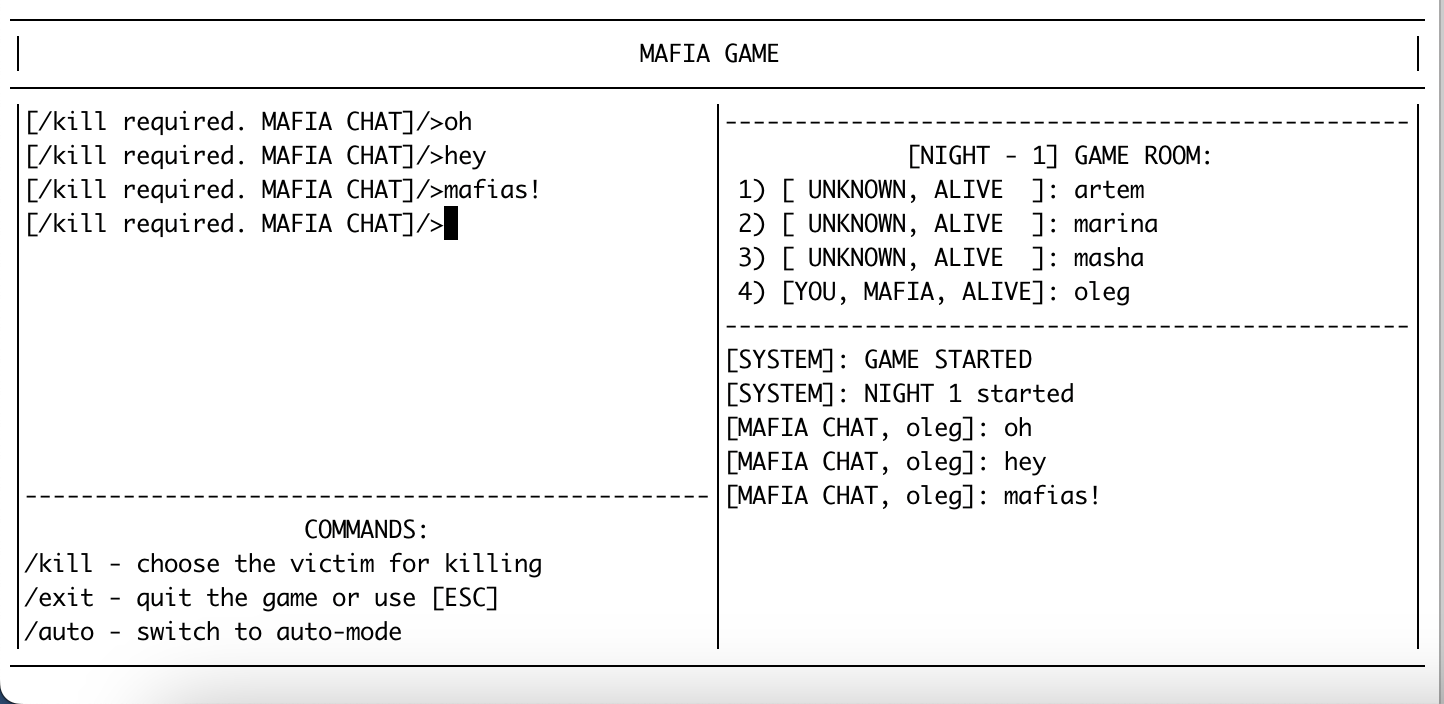 MAFIA GAME
[/kill required. MAFIA CHAT]/>oh
[/kill required. MAFIA CHAT]/>hey
[/kill required. MAFIA CHAT]/>mafias!
[/kill required. MAFIA CHAT]/>
COMMANDS:
/kill - choose the victim for killing
/exit - quit the game or use [ESC]
/auto - switch to auto-mode
[NIGHT - 1] GAME ROOM:
1) [ UNKNOWN, ALIVE  ]: artem
2) [ UNKNOWN, ALIVE  ]: marina
3) [ UNKNOWN, ALIVE  ]: masha
4) [YOU, MAFIA, ALIVE]: oleg
[SYSTEM]: GAME STARTED
[SYSTEM]: NIGHT 1 started
[MAFIA CHAT, oleg]: oh
[MAFIA CHAT, oleg]: hey
[MAFIA CHAT, oleg]: mafias!